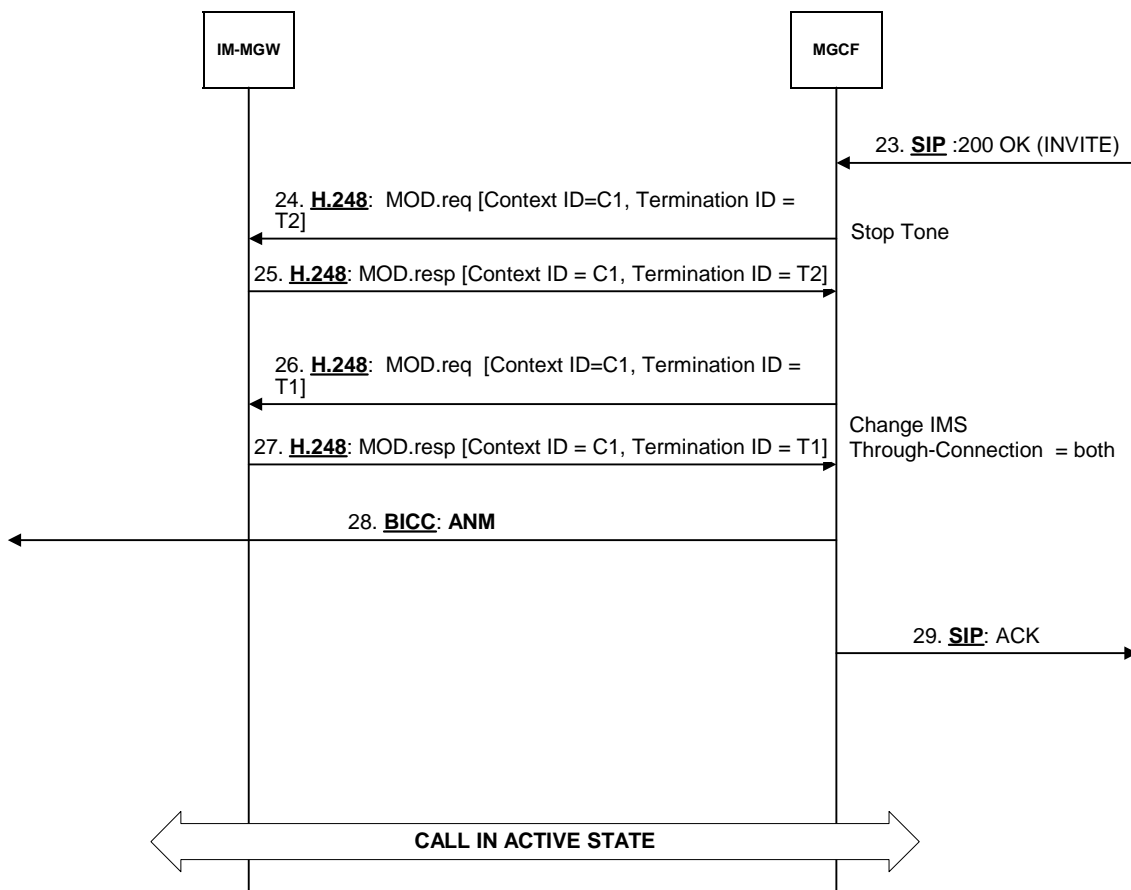 IM-MGW
MGCF
23. SIP :200 OK (INVITE)
24. H.248: MOD.req [Context ID=C1, Termination ID =
T2]
Stop Tone
25. H.248: MOD.resp [Context ID = C1, Termination ID = T2]
26. H.248: MOD.req [Context ID=C1, Termination ID =
T1]
Change IMS
Through-Connection = both
27. H.248: MOD.resp [Context ID = C1, Termination ID = T1]
28. BICC: ANM
29. SIP: ACK
CALL IN ACTIVE STATE